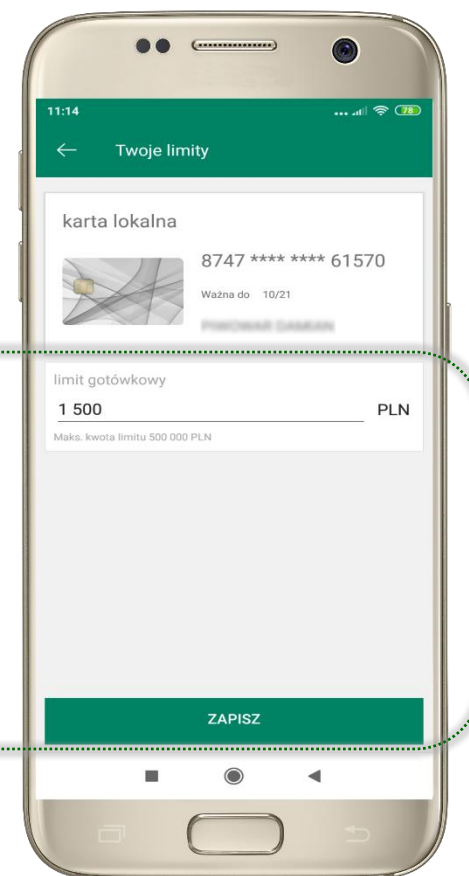 11:14
78
Twoje limity
karta lokalna
8747 **** **** 61570
Ważna do 10/21
limit gotówkowy
1 500 PLN
Maks. kwota limitu 500 000 PLN
ZAPISZ